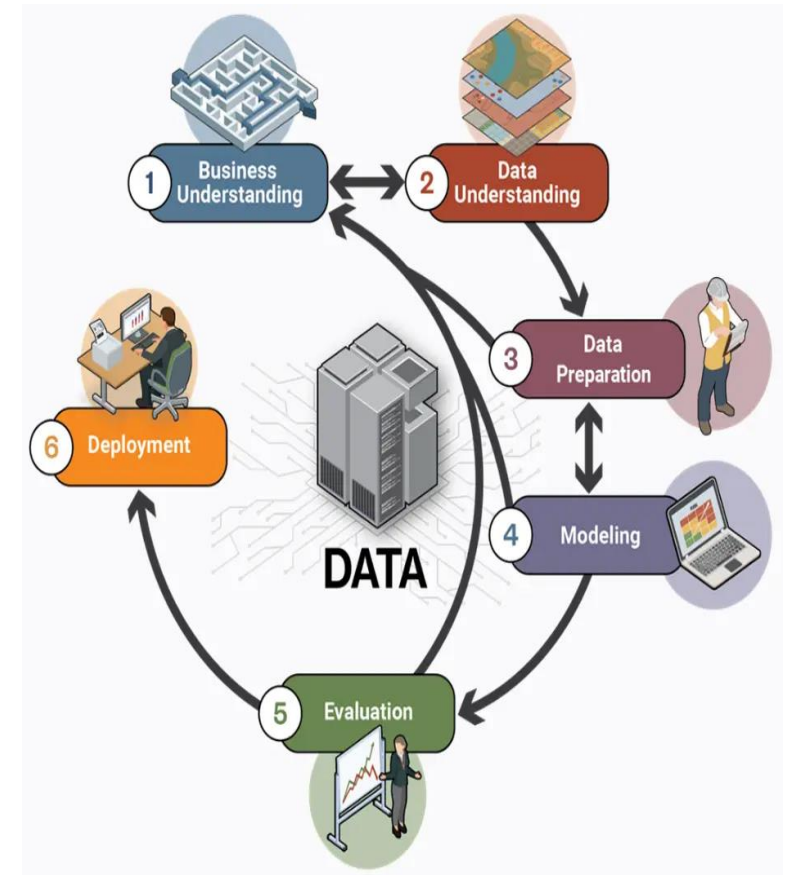 1
Business
Understanding
2
Data
Understanding
3
Data
Preparation
4
Modeling
5
Evaluation
6
Deployment
DATA